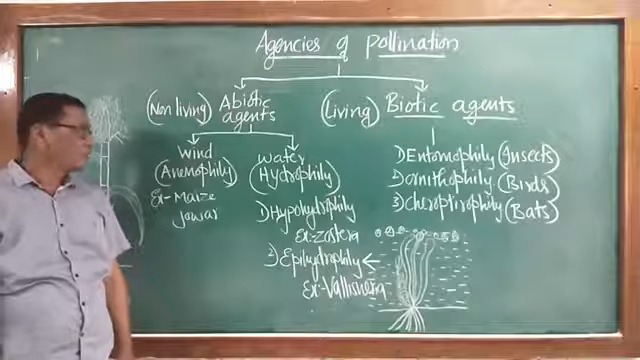 Agencies of pollination
(Non living) Abiotic agents
(Living) Biotic agents
Wind
(Anemophily)
Ex-Maize
Jowar
Water
(Hydrophily)
1) Hypohydrophily
Ex-Zostera
2) Epihydrophily
Ex-Vallisneria
1) Entomophily (Insects)
2) Ornithophily (Birds)
3) Cheroptirophily (Bats)